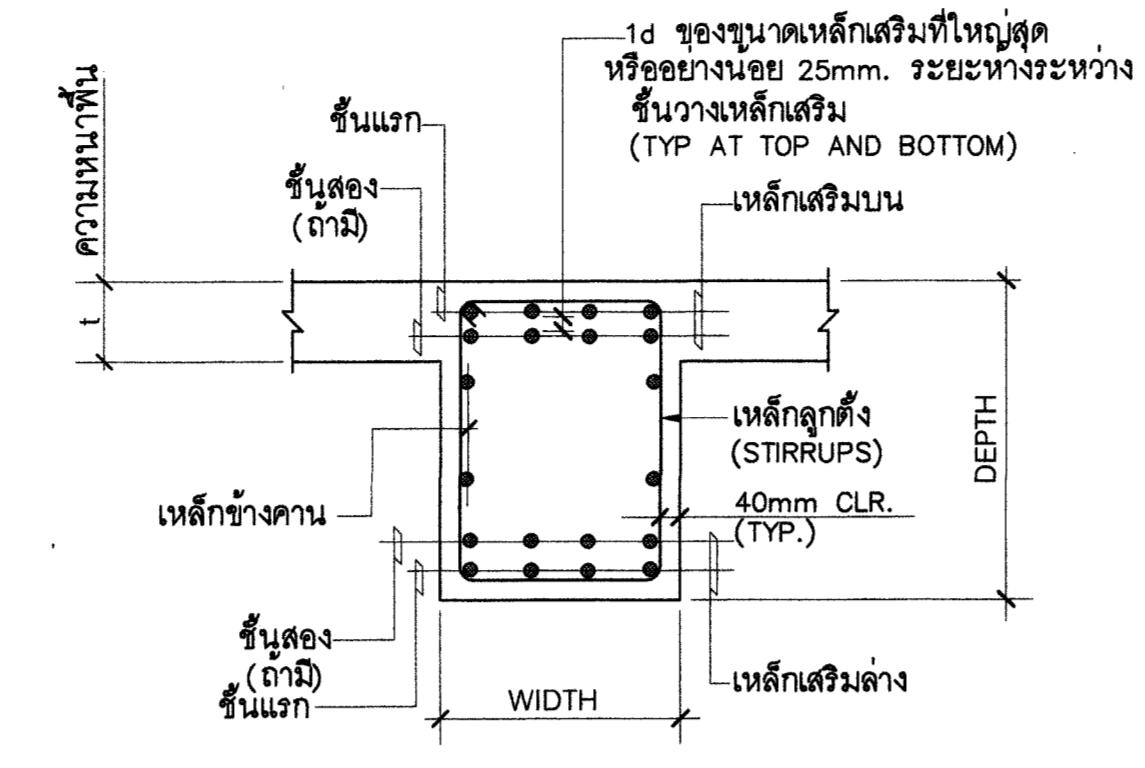 1d ของขนาดเหล็กเสริมที่ใหญ่สุด
หรืออย่างน้อย 25mm. ระยะห่างระหว่าง
ชั้นวางเหล็กเสริม
(TYP AT TOP AND BOTTOM)
ความหนาพื้น
t
ชั้นแรก
ชั้นสอง
(ถ้ามี)
เหล็กเสริมบน
เหล็กลูกตั้ง
(STIRRUPS)
DEPTH
เหล็กข้างคาน
40mm CLR.
(TYP.)
ชั้นสอง
(ถ้ามี)
ชั้นแรก
WIDTH
เหล็กเสริมล่าง